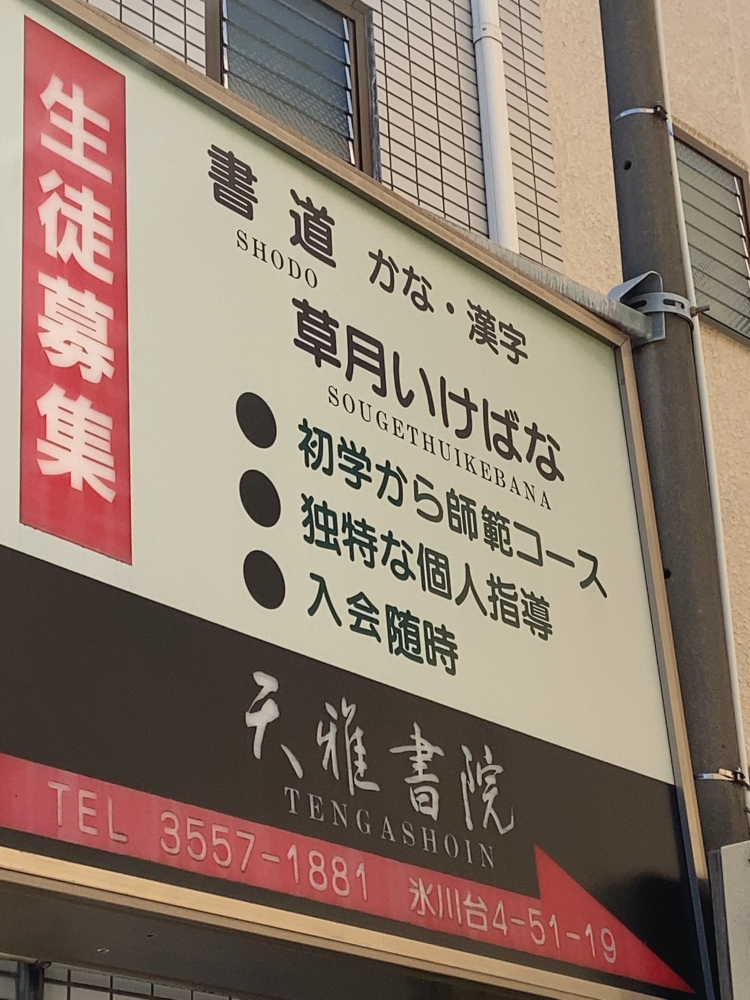 生徒募集
書道 かな・漢字
SHODO
草月いけばな
SOUGETHUIKEBANA
●初学から師範コース
●独特な個人指導
●入会随時
天雅書院
TENGASHOIN
TEL 3557-1881 氷川台4-51-19